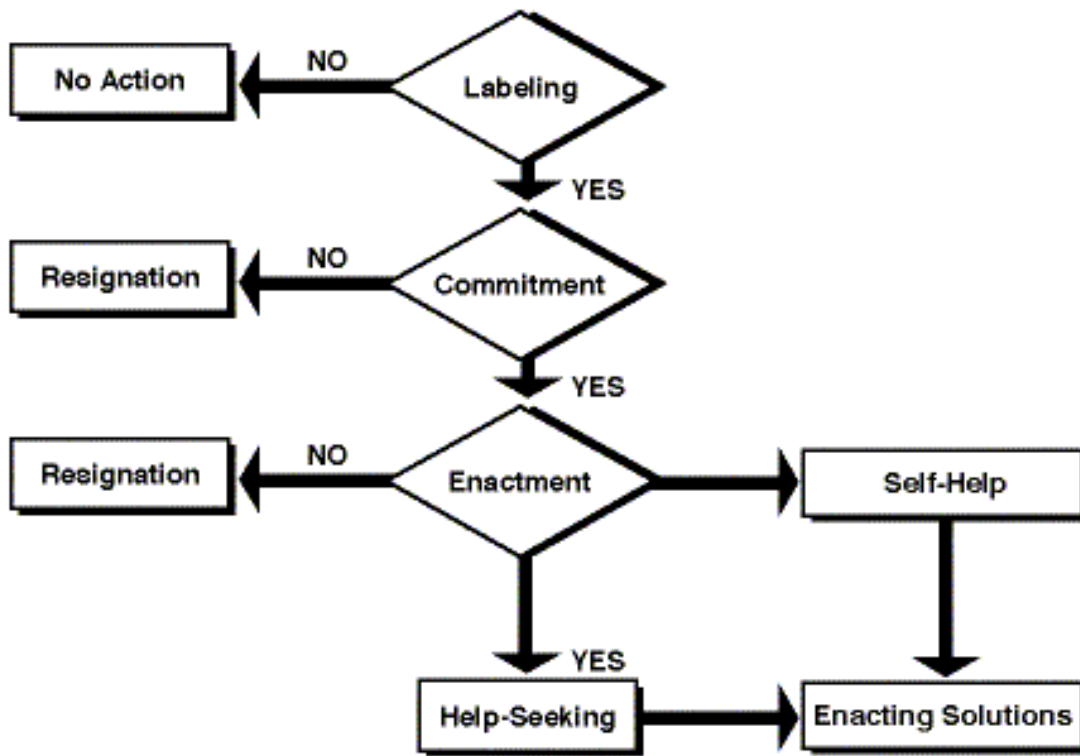 NO
No Action
Labeling
YES
NO
Resignation
Commitment
YES
NO
Resignation
Enactment
Self-Help
YES
Help-Seeking
Enacting Solutions